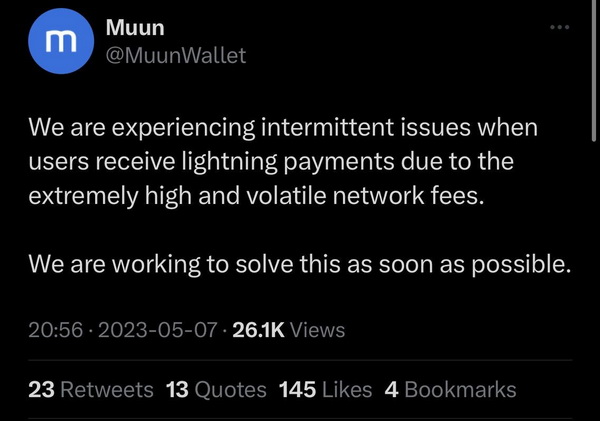 m
Muun
@MuunWallet
We are experiencing intermittent issues when
users receive lightning payments due to the
extremely high and volatile network fees.
We are working to solve this as soon as possible.
20:56 · 2023-05-07 · 26.1K Views
23 Retweets 13 Quotes 145 Likes 4 Bookmarks